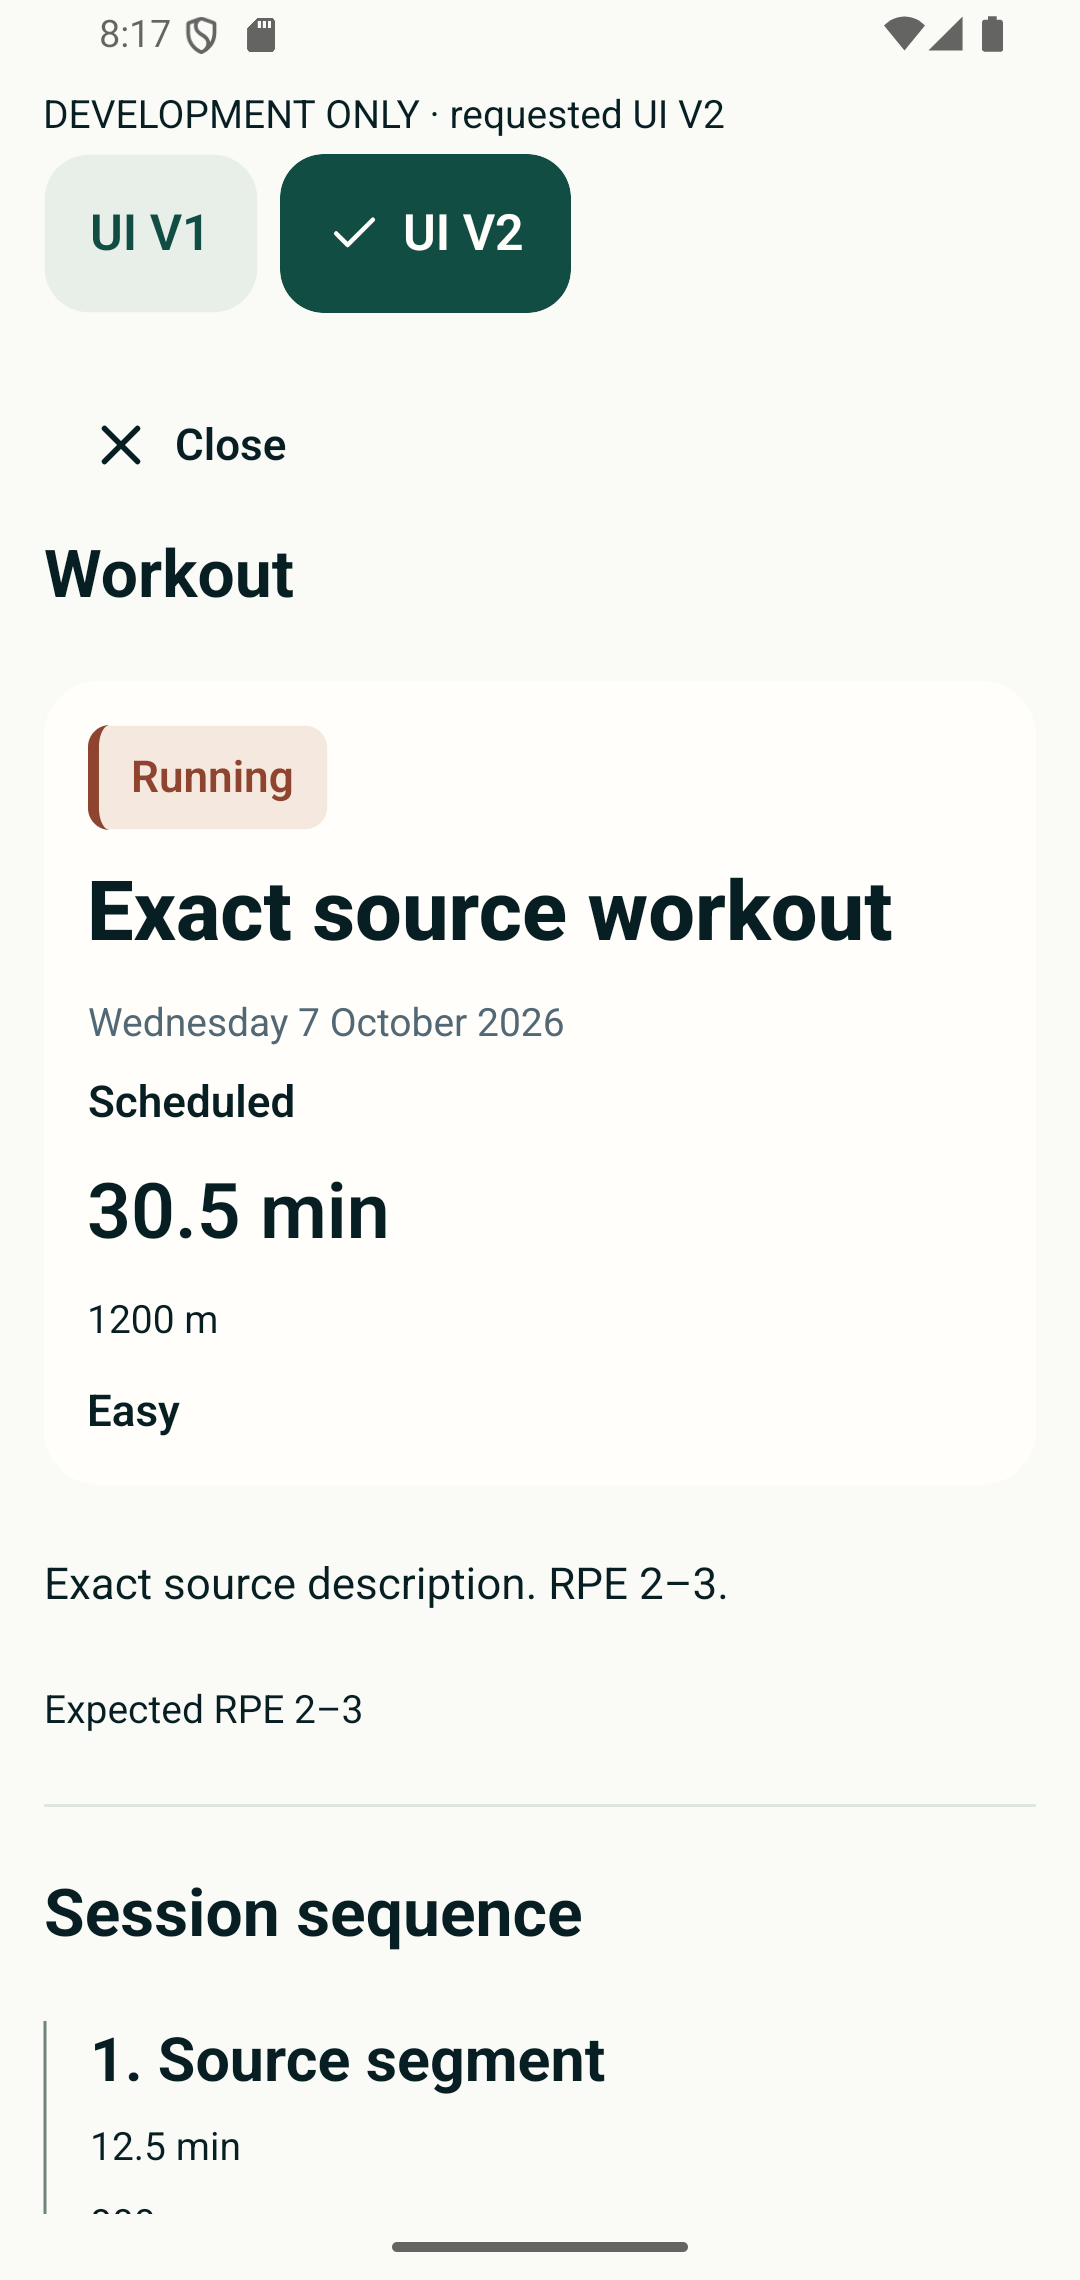 8:17
DEVELOPMENT ONLY · requested UI V2
UI V1
UI V2
Close
Workout
Running
Exact source workout
Wednesday 7 October 2026
Scheduled
30.5 min
1200 m
Easy
Exact source description. RPE 2–3.
Expected RPE 2–3
Session sequence
1. Source segment
12.5 min